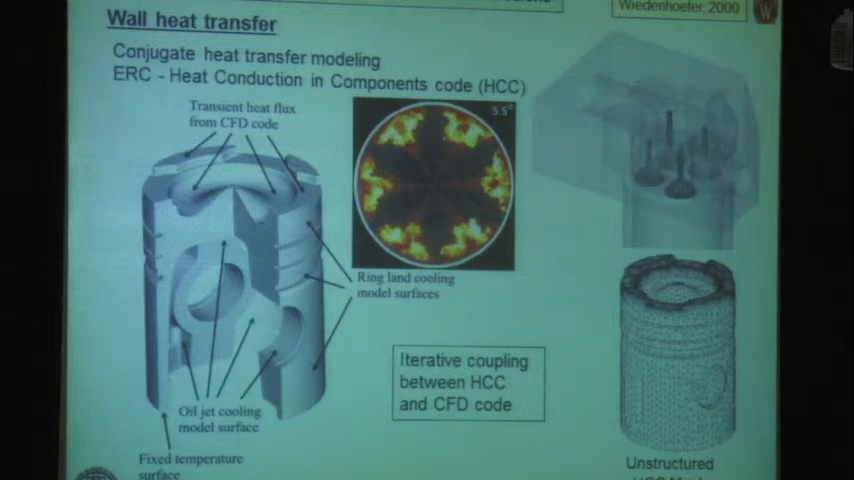 Wiedenhoefer, 2000
Wall heat transfer
Conjugate heat transfer modeling
ERC - Heat Conduction in Components code (HCC)
Transient heat flux
from CFD code
5.5°
Ring land cooling
model surfaces
Iterative coupling
between HCC
and CFD code
Oil jet cooling
model surface
Fixed temperature
surface
Unstructured